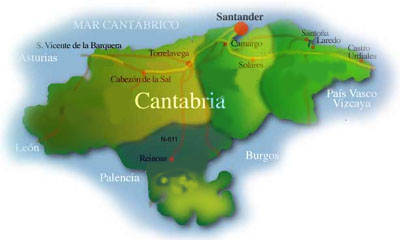 MAR CANTÁBRICO
Santander
S. Vicente de la Barquera
Torrelavega
Camargo
Santoña
Laredo
Castro
Urdiales
Asturias
Cabezón de la Sal
Solares
Cantabria
País Vasco
Vizcaya
León
N-611
Reinosa
Burgos
Palencia